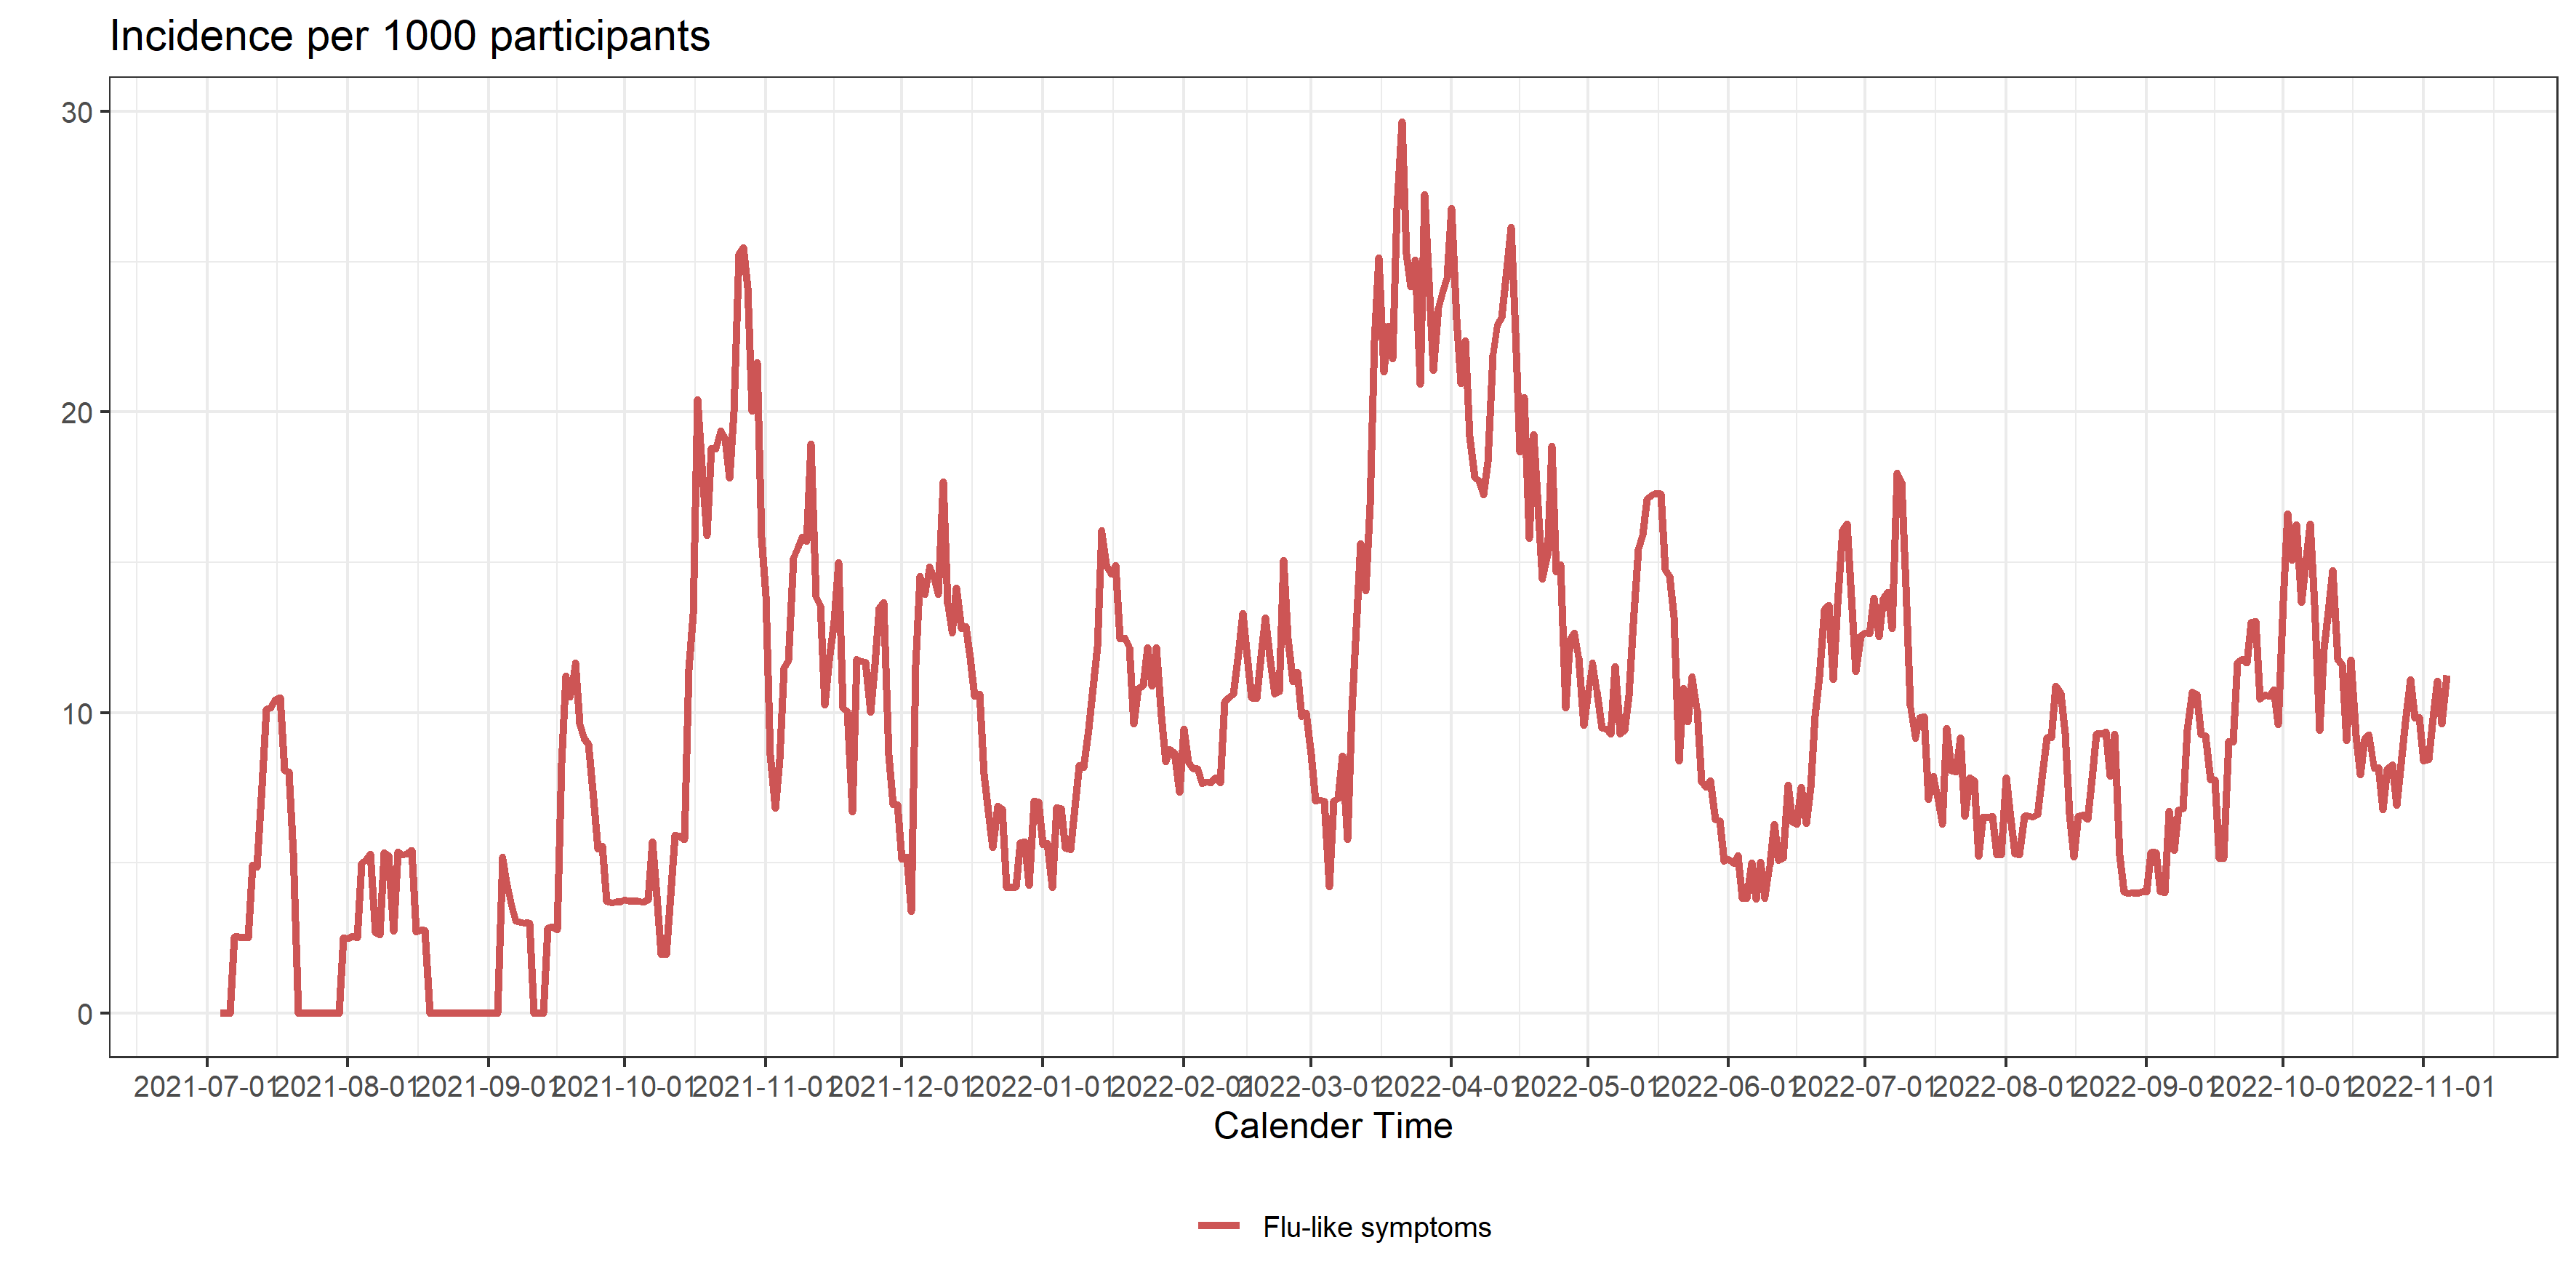 Incidence per 1000 participants
30
20
10
0
2021-07-01 2021-08-01 2021-09-01 2021-10-01 2021-11-01 2021-12-01 2022-01-01 2022-02-01 2022-03-01 2022-04-01 2022-05-01 2022-06-01 2022-07-01 2022-08-01 2022-09-01 2022-10-01 2022-11-01
Calender Time
Flu-like symptoms